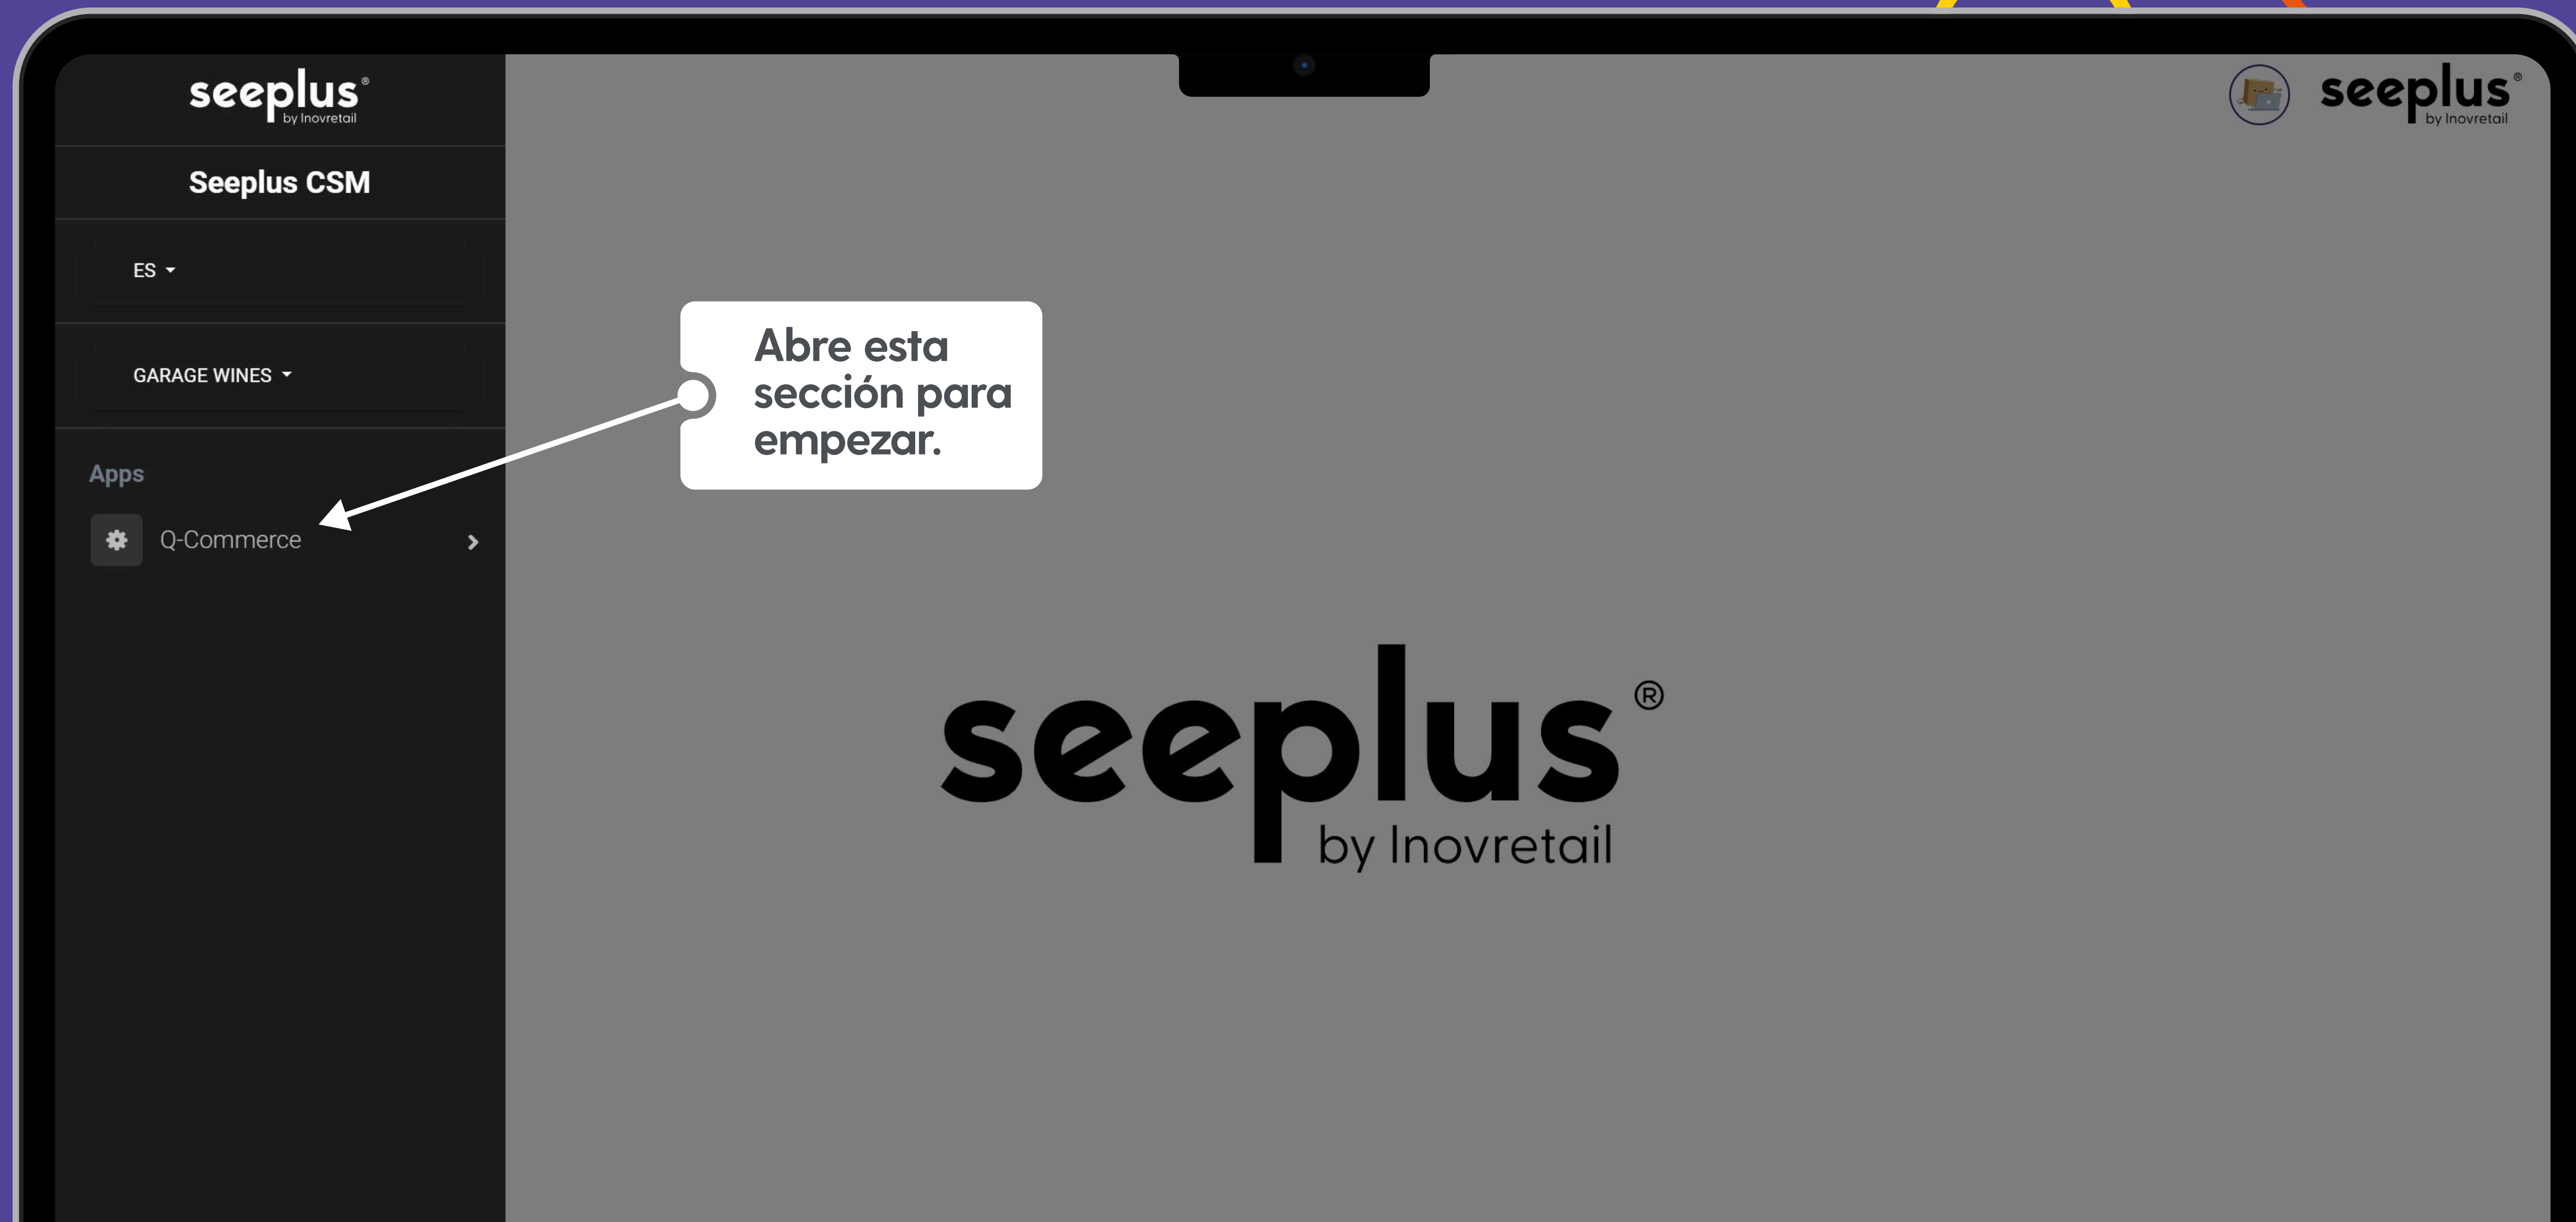 seeplus®
by Inovretail
Seeplus CSM
ES
GARAGE WINES
Apps
Q-Commerce
Abre esta
sección para
empezar.
seeplus®
by Inovretail
seeplus®
by Inovretail